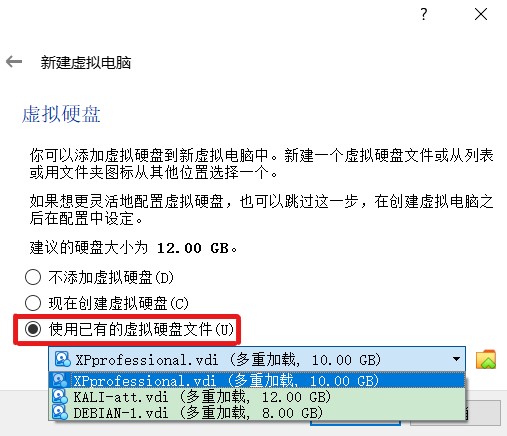 ?
新建虚拟电脑
虚拟硬盘
你可以添加虚拟硬盘到新虚拟电脑中。新建一个虚拟硬盘文件或从列表
或用文件夹图标从其他位置选择一个。
如果想更灵活地配置虚拟硬盘，也可以跳过这一步，在创建虚拟电脑之
后在配置中设定。
建议的硬盘大小为 12.00 GB。
不添加虚拟硬盘(D)
现在创建虚拟硬盘(C)
使用已有的虚拟硬盘文件(U)
XPprofessional.vdi (多重加载, 10.00 GB)
XPprofessional.vdi (多重加载, 10.00 GB)
KALI-att.vdi (多重加载, 12.00 GB)
DEBIAN-1.vdi (多重加载, 8.00 GB)